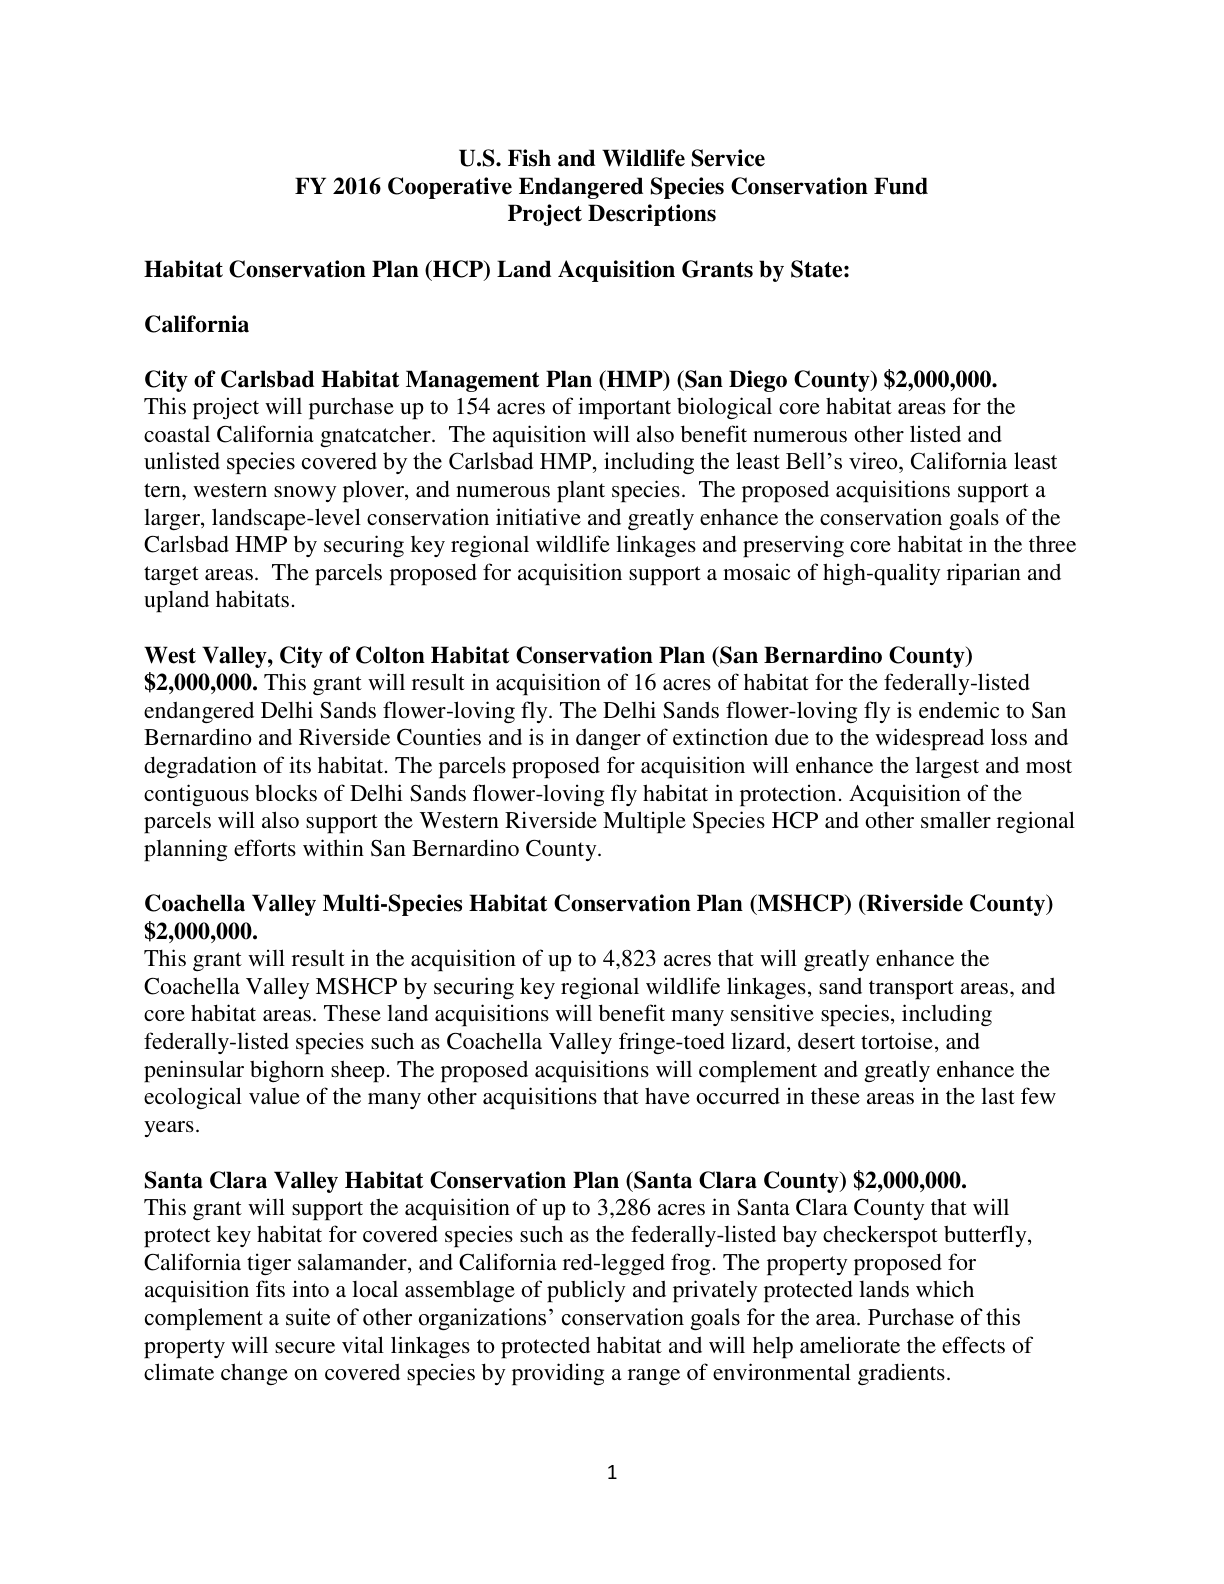 U.S. Fish and Wildlife Service
FY 2016 Cooperative Endangered Species Conservation Fund
Project Descriptions
Habitat Conservation Plan (HCP) Land Acquisition Grants by State:
California
City of Carlsbad Habitat Management Plan (HMP) (San Diego County) $2,000,000.
This project will purchase up to 154 acres of important biological core habitat areas for the
coastal California gnatcatcher.  The aquisition will also benefit numerous other listed and
unlisted species covered by the Carlsbad HMP, including the least Bell’s vireo, California least
tern, western snowy plover, and numerous plant species.  The proposed acquisitions support a
larger, landscape-level conservation initiative and greatly enhance the conservation goals of the
Carlsbad HMP by securing key regional wildlife linkages and preserving core habitat in the three
target areas.  The parcels proposed for acquisition support a mosaic of high-quality riparian and
upland habitats.
West Valley, City of Colton Habitat Conservation Plan (San Bernardino County)
$2,000,000. This grant will result in acquisition of 16 acres of habitat for the federally-listed
endangered Delhi Sands flower-loving fly. The Delhi Sands flower-loving fly is endemic to San
Bernardino and Riverside Counties and is in danger of extinction due to the widespread loss and
degradation of its habitat. The parcels proposed for acquisition will enhance the largest and most
contiguous blocks of Delhi Sands flower-loving fly habitat in protection. Acquisition of the
parcels will also support the Western Riverside Multiple Species HCP and other smaller regional
planning efforts within San Bernardino County.
Coachella Valley Multi-Species Habitat Conservation Plan (MSHCP) (Riverside County)
$2,000,000.
This grant will result in the acquisition of up to 4,823 acres that will greatly enhance the
Coachella Valley MSHCP by securing key regional wildlife linkages, sand transport areas, and
core habitat areas. These land acquisitions will benefit many sensitive species, including
federally-listed species such as Coachella Valley fringe-toed lizard, desert tortoise, and
peninsular bighorn sheep. The proposed acquisitions will complement and greatly enhance the
ecological value of the many other acquisitions that have occurred in these areas in the last few
years.
Santa Clara Valley Habitat Conservation Plan (Santa Clara County) $2,000,000.
This grant will support the acquisition of up to 3,286 acres in Santa Clara County that will
protect key habitat for covered species such as the federally-listed bay checkerspot butterfly,
California tiger salamander, and California red-legged frog. The property proposed for
acquisition fits into a local assemblage of publicly and privately protected lands which
complement a suite of other organizations’ conservation goals for the area. Purchase of this
property will secure vital linkages to protected habitat and will help ameliorate the effects of
climate change on covered species by providing a range of environmental gradients.
1